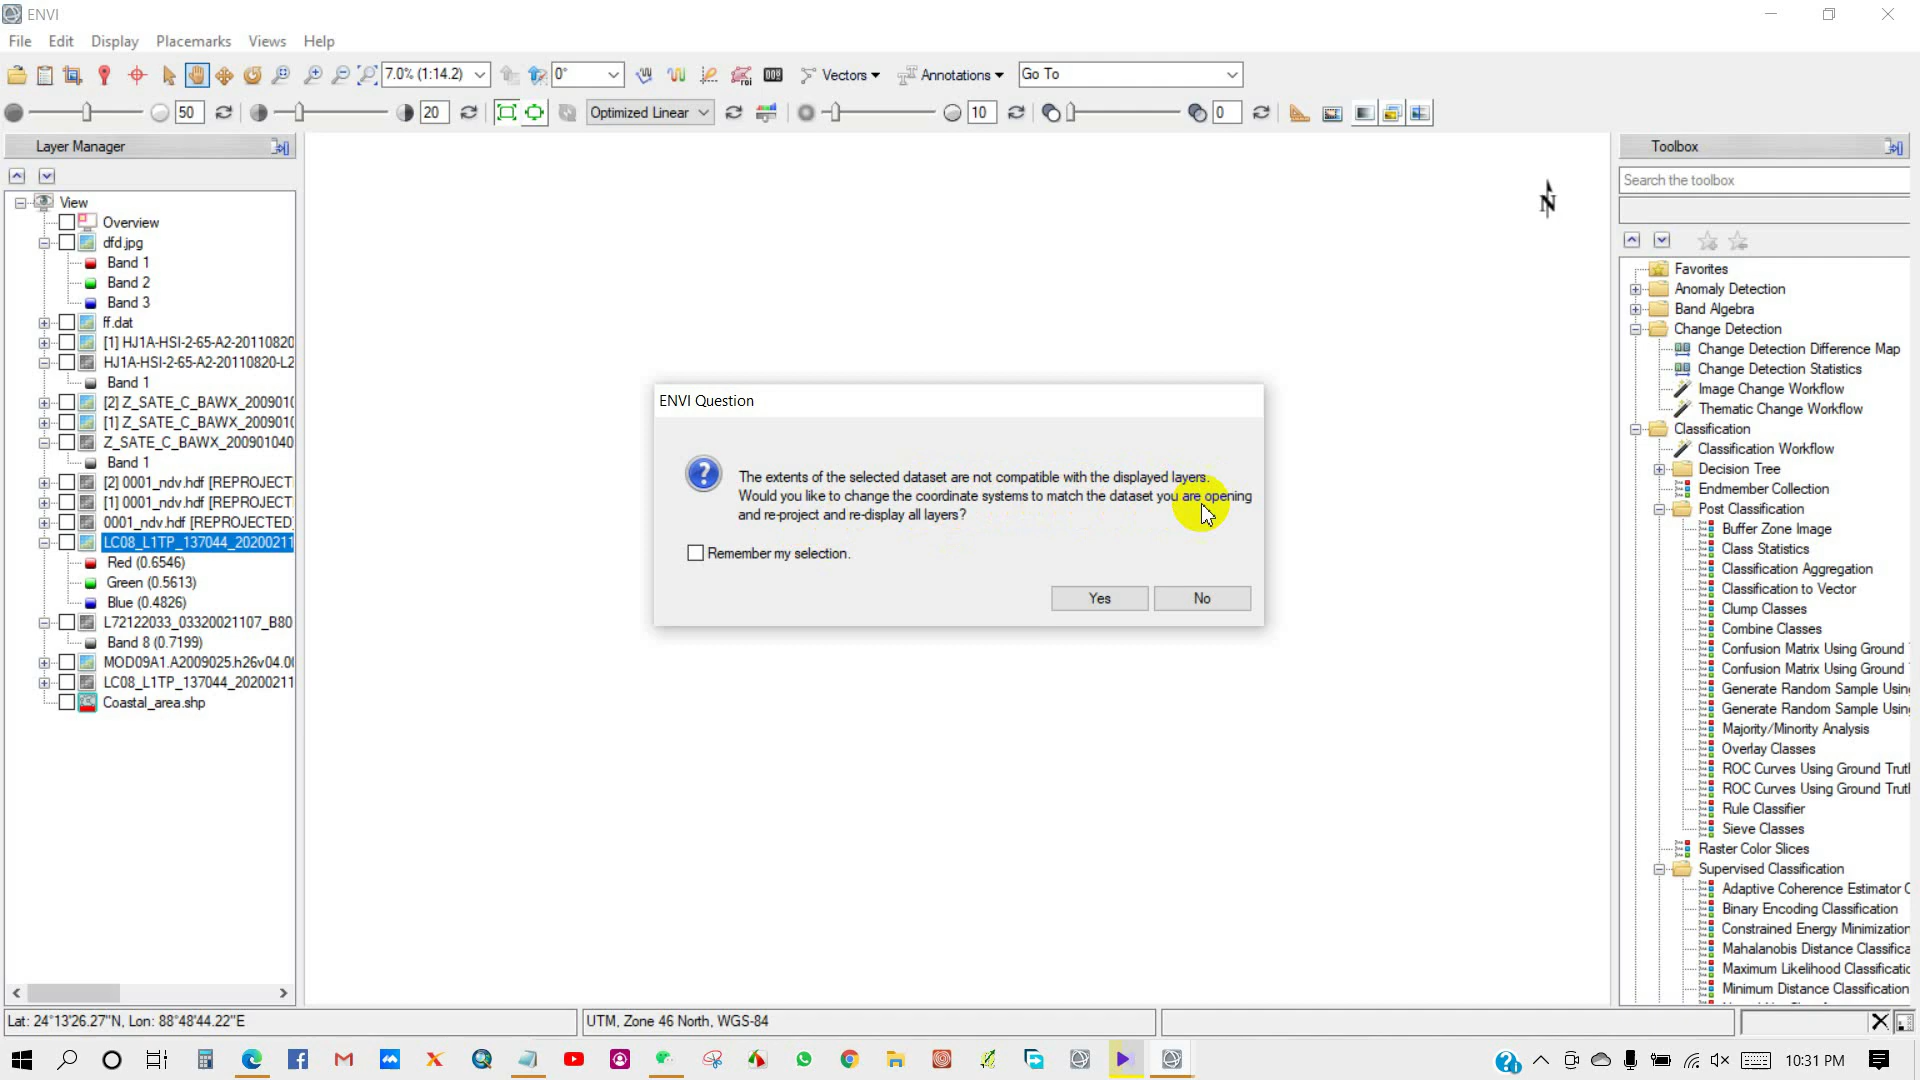 ENVI
File Edit Display Placemarks Views Help
7.0% (1:14.2) 0° Vectors Annotations Go To
50 20 Optimized Linear 10 0
Layer Manager
View
Overview
dfd.jpg
Band 1
Band 2
Band 3
ff.dat
[1] HJ1A-HSI-2-65-A2-20110820
HJ1A-HSI-2-65-A2-20110820-L2
Band 1
[2] Z_SATE_C_BAWX_2009010
[1] Z_SATE_C_BAWX_2009010
Z_SATE_C_BAWX_200901040
Band 1
[2] 0001_ndv.hdf [REPROJECT
[1] 0001_ndv.hdf [REPROJECT
0001_ndv.hdf [REPROJECTED
LC08_L1TP_137044_20200211
Red (0.6546)
Green (0.5613)
Blue (0.4826)
L72122033_03320021107_B80
Band 8 (0.7199)
MOD09A1.A2009025.h26v04.00
LC08_L1TP_137044_20200211
Coastal_area.shp
N
ENVI Question
The extents of the selected dataset are not compatible with the displayed layers.
Would you like to change the coordinate systems to match the dataset you are opening
and re-project and re-display all layers?
Remember my selection.
Yes No
Toolbox
Search the toolbox
Favorites
Anomaly Detection
Band Algebra
Change Detection
Change Detection Difference Map
Change Detection Statistics
Image Change Workflow
Thematic Change Workflow
Classification
Classification Workflow
Decision Tree
Endmember Collection
Post Classification
Buffer Zone Image
Class Statistics
Classification Aggregation
Classification to Vector
Clump Classes
Combine Classes
Confusion Matrix Using Ground
Confusion Matrix Using Ground
Generate Random Sample Using
Generate Random Sample Using
Majority/Minority Analysis
Overlay Classes
ROC Curves Using Ground Trut
ROC Curves Using Ground Trut
Rule Classifier
Sieve Classes
Raster Color Slices
Supervised Classification
Adaptive Coherence Estimator C
Binary Encoding Classification
Constrained Energy Minimization
Mahalanobis Distance Classifica
Maximum Likelihood Classificatio
Minimum Distance Classification
Lat: 24°13'26.27"N, Lon: 88°48'44.22"E
UTM, Zone 46 North, WGS-84
10:31 PM